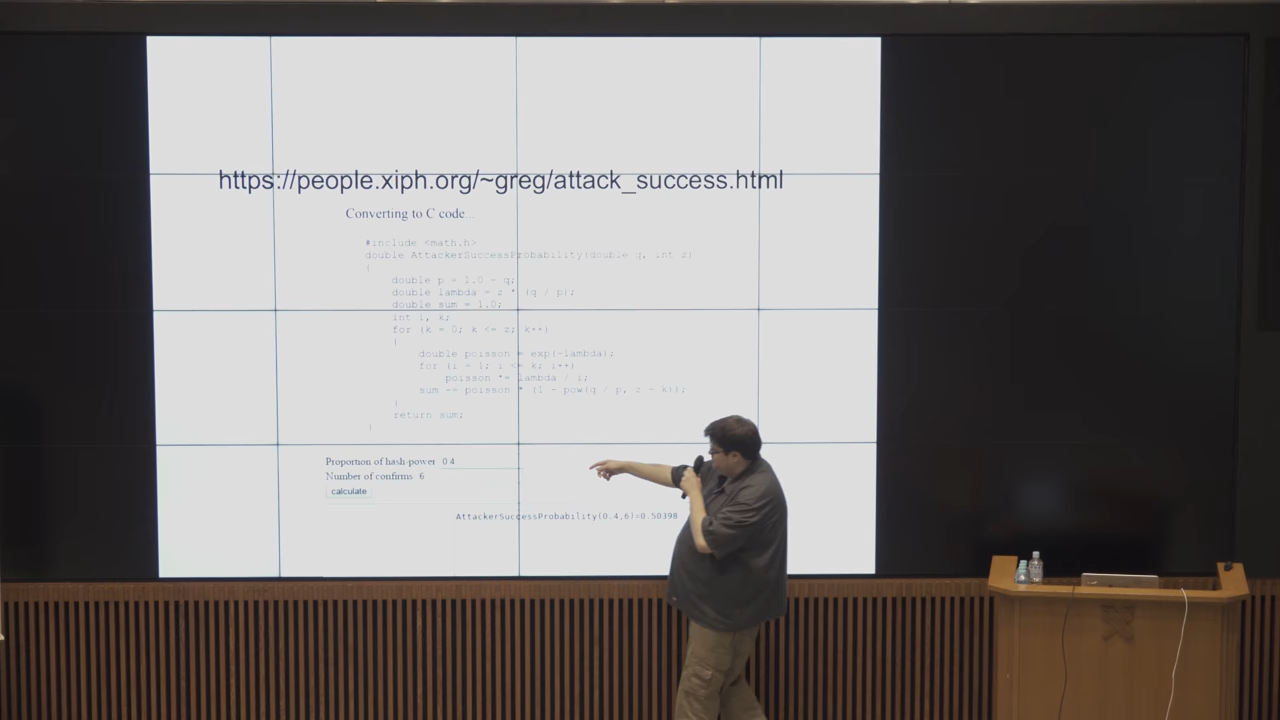 https://people.xiph.org/~greg/attack_success.html
Converting to C code...
#include <math.h>
double AttackerSuccessProbability(double q, int z)
{
double p = 1.0 - q;
double lambda = z * (q / p);
double sum = 1.0;
int i, k;
for (k = 0; k <= z; k++)
{
double poisson = exp(-lambda);
for (i = 1; i <= k; i++)
poisson *= lambda / i;
sum -= poisson * (1 - pow(q / p, z - k));
}
return sum;
}
Proportion of hash-power 0.4
Number of confirms 6
calculate
AttackerSuccessProbability(0.4,6)=0.50398